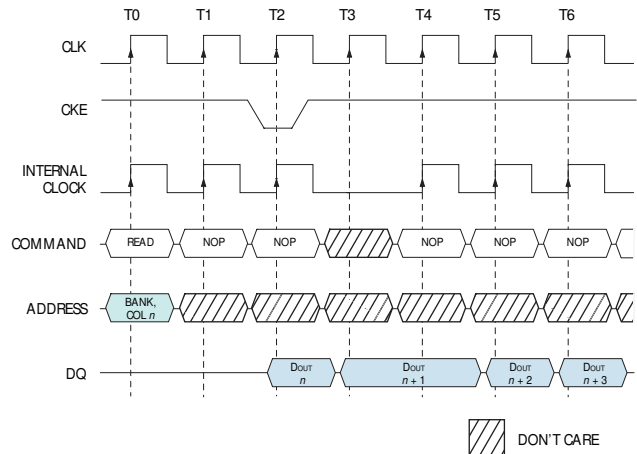 T0 T1 T2 T3 T4 T5 T6
CLK
CKE
INTERNAL
CLOCK
COMMAND READ NOP NOP NOP NOP NOP
ADDRESS BANK,
COL n
DQ DOUT DOUT DOUT DOUT
n n + 1 n + 2 n + 3
DON'T CARE